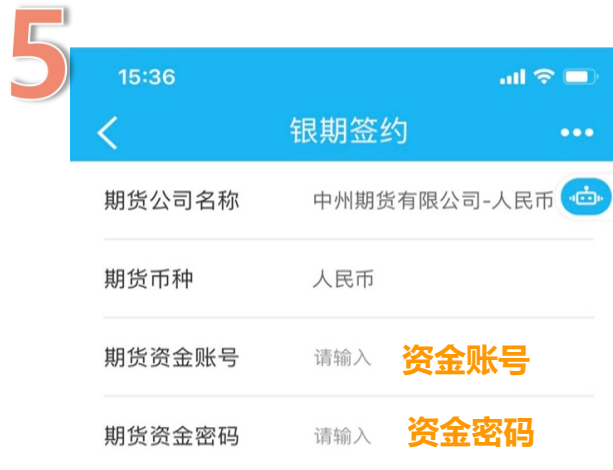 5
15:36
银期签约
期货公司名称 中州期货有限公司-人民币
期货币种 人民币
期货资金账号 请输入 资金账号
期货资金密码 请输入 资金密码